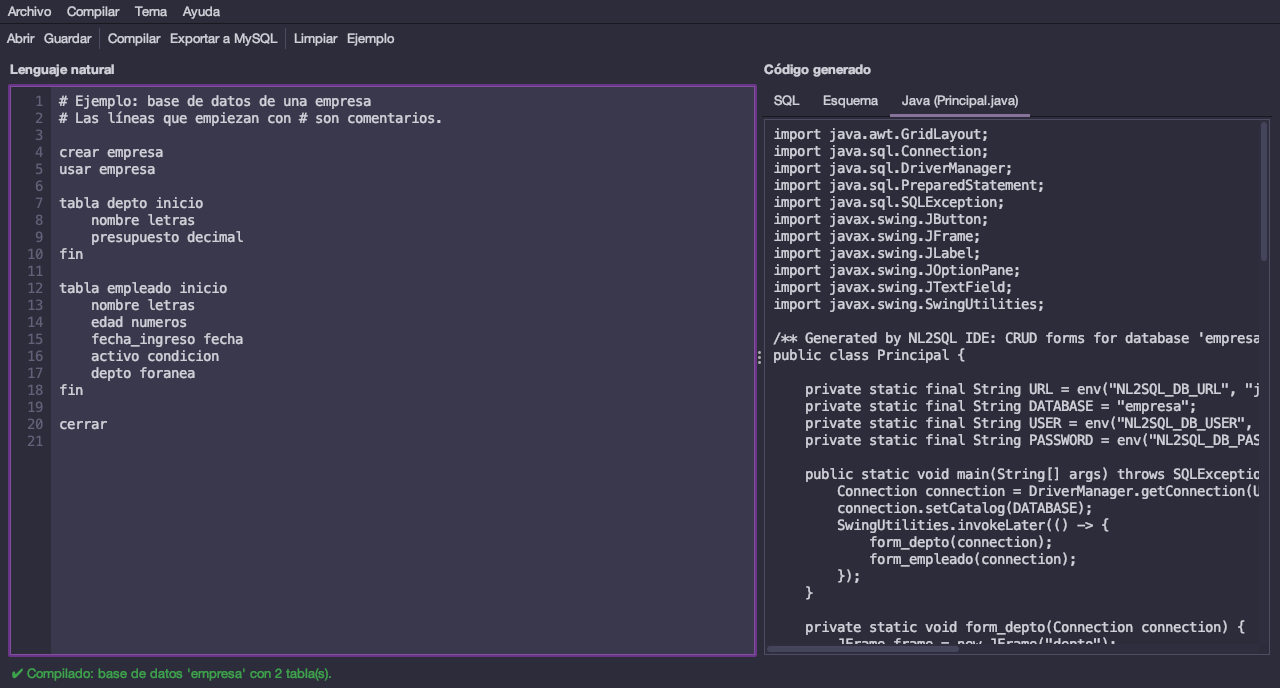 Archivo Compilar Tema Ayuda
Abrir Guardar Compilar Exportar a MySQL Limpiar Ejemplo
Lenguaje natural
1 # Ejemplo: base de datos de una empresa
2 # Las líneas que empiezan con # son comentarios.
3
4 crear empresa
5 usar empresa
6
7 tabla depto inicio
8 nombre letras
9 presupuesto decimal
10 fin
11
12 tabla empleado inicio
13 nombre letras
14 edad numeros
15 fecha_ingreso fecha
16 activo condicion
17 depto foranea
18 fin
19
20 cerrar
21
Código generado
SQL Esquema Java (Principal.java)
import java.awt.GridLayout;
import java.sql.Connection;
import java.sql.DriverManager;
import java.sql.PreparedStatement;
import java.sql.SQLException;
import javax.swing.JButton;
import javax.swing.JFrame;
import javax.swing.JLabel;
import javax.swing.JOptionPane;
import javax.swing.JTextField;
import javax.swing.SwingUtilities;
/** Generated by NL2SQL IDE: CRUD forms for database 'empresa
public class Principal {
private static final String URL = env("NL2SQL_DB_URL", "j
private static final String DATABASE = "empresa";
private static final String USER = env("NL2SQL_DB_USER",
private static final String PASSWORD = env("NL2SQL_DB_PAS
public static void main(String[] args) throws SQLExceptio
Connection connection = DriverManager.getConnection(U
connection.setCatalog(DATABASE);
SwingUtilities.invokeLater(() -> {
form_depto(connection);
form_empleado(connection);
});
}
private static void form_depto(Connection connection) {
JFrame frame = new JFrame("depto");
✔ Compilado: base de datos 'empresa' con 2 tabla(s).